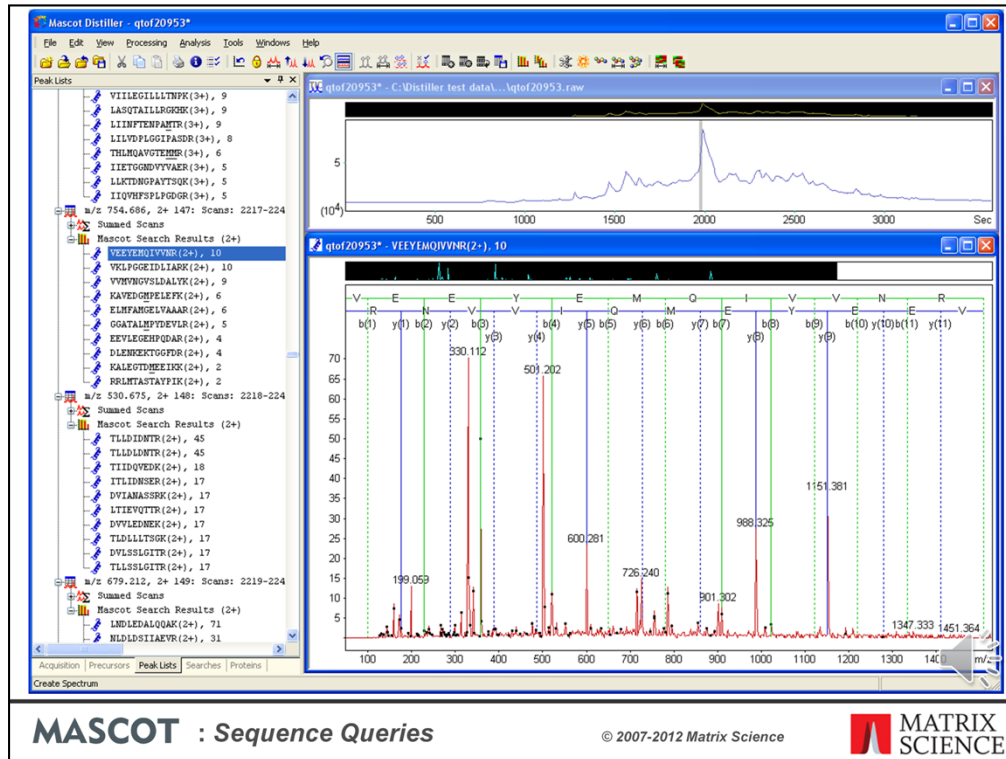 Mascot Distiller - qtof20953*
File Edit View Processing Analysis Tools Windows Help
Peak Lists
VIILEGILLLTNPK(3+), 9
LASQTAILLRGKHK(3+), 9
LIINFTENPAMTR(3+), 9
LILVDPLGGIPASDR(3+), 8
THLMQAVGTEMMR(3+), 6
IIETGGNDVYVAER(3+), 5
LLKTDNGPAYTSQK(3+), 5
IIQVHFSPLPGDGR(3+), 5
m/z 754.686, 2+ 147: Scans: 2217-224
Summed Scans
Mascot Search Results (2+)
VEEYEMQIVVNR(2+), 10
VKLPGGEIDLIARK(2+), 10
VVMVNGVSLDALYK(2+), 9
KAVEDGMPELEFK(2+), 6
ELMFAMGELVAAAR(2+), 6
GGATALMPYDEVLR(2+), 5
EEVLEGEHPQDAR(2+), 4
DLENKEKTGGFDR(2+), 4
KALEGTDMEEIKK(2+), 2
RRLMTASTAYPIK(2+), 2
m/z 530.675, 2+ 148: Scans: 2218-224
Summed Scans
Mascot Search Results (2+)
TLLDIDNTR(2+), 45
TLLDLDNTR(2+), 45
TIIDQVEDK(2+), 18
ITLIDNSER(2+), 17
DVIANASSRK(2+), 17
LTIEVQTTR(2+), 17
DVVLEDNEK(2+), 17
TLDLLLTSGK(2+), 17
DVLSSLGITR(2+), 17
TLLSSLGITR(2+), 17
m/z 679.212, 2+ 149: Scans: 2219-224
Summed Scans
Mascot Search Results (2+)
LNDLEDALQQAK(2+), 71
NLDLDSIIAEVR(2+), 31
Acquisition Precursors Peak Lists Searches Proteins
Create Spectrum
qtof20953* - C:\Distiller test data\...\qtof20953.raw
5
(10⁴)
500 1000 1500 2000 2500 3000 Sec
qtof20953* - VEEYEMQIVVNR(2+), 10
V E E Y E M Q I V V N R
R N V V I Q M E Y E E V
b(1) y(1) b(2) y(2) b(3) y(3) y(4) b(4) y(5) b(5) y(6) b(6) y(7) b(7) y(8) b(8) b(9) y(9) b(10) y(10) b(11) y(11)
70
65
60
55
50
45
40
35
30
25
20
15
10
5
330.112
501.202
1151.381
988.325
600.281
199.059
726.240
901.302
1347.333
1451.364
100 200 300 400 500 600 700 800 900 1000 1100 1200 1300 m/z
MASCOT : Sequence Queries
© 2007-2012 Matrix Science
MATRIX
SCIENCE